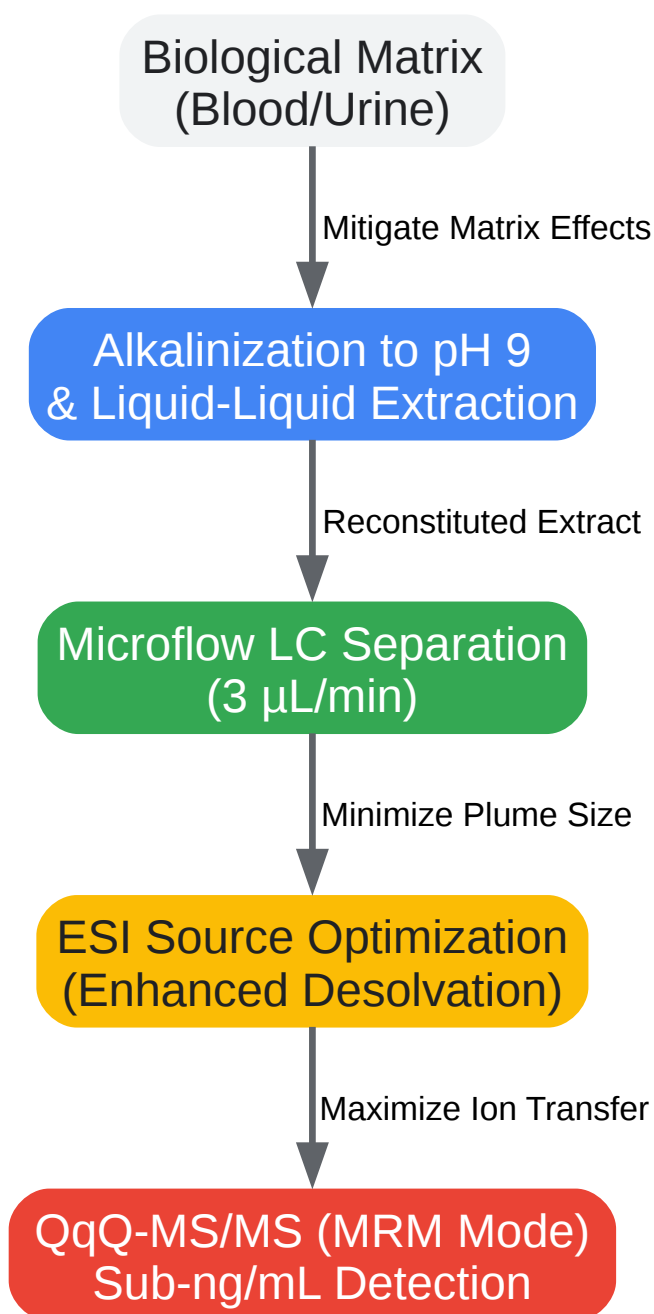 Biological Matrix
(Blood/Urine)
Mitigate Matrix Effects
Alkalinization to pH 9
& Liquid-Liquid Extraction
Reconstituted Extract
Microflow LC Separation
(3 µL/min)
Minimize Plume Size
ESI Source Optimization
(Enhanced Desolvation)
Maximize Ion Transfer
QqQ-MS/MS (MRM Mode)
Sub-ng/mL Detection